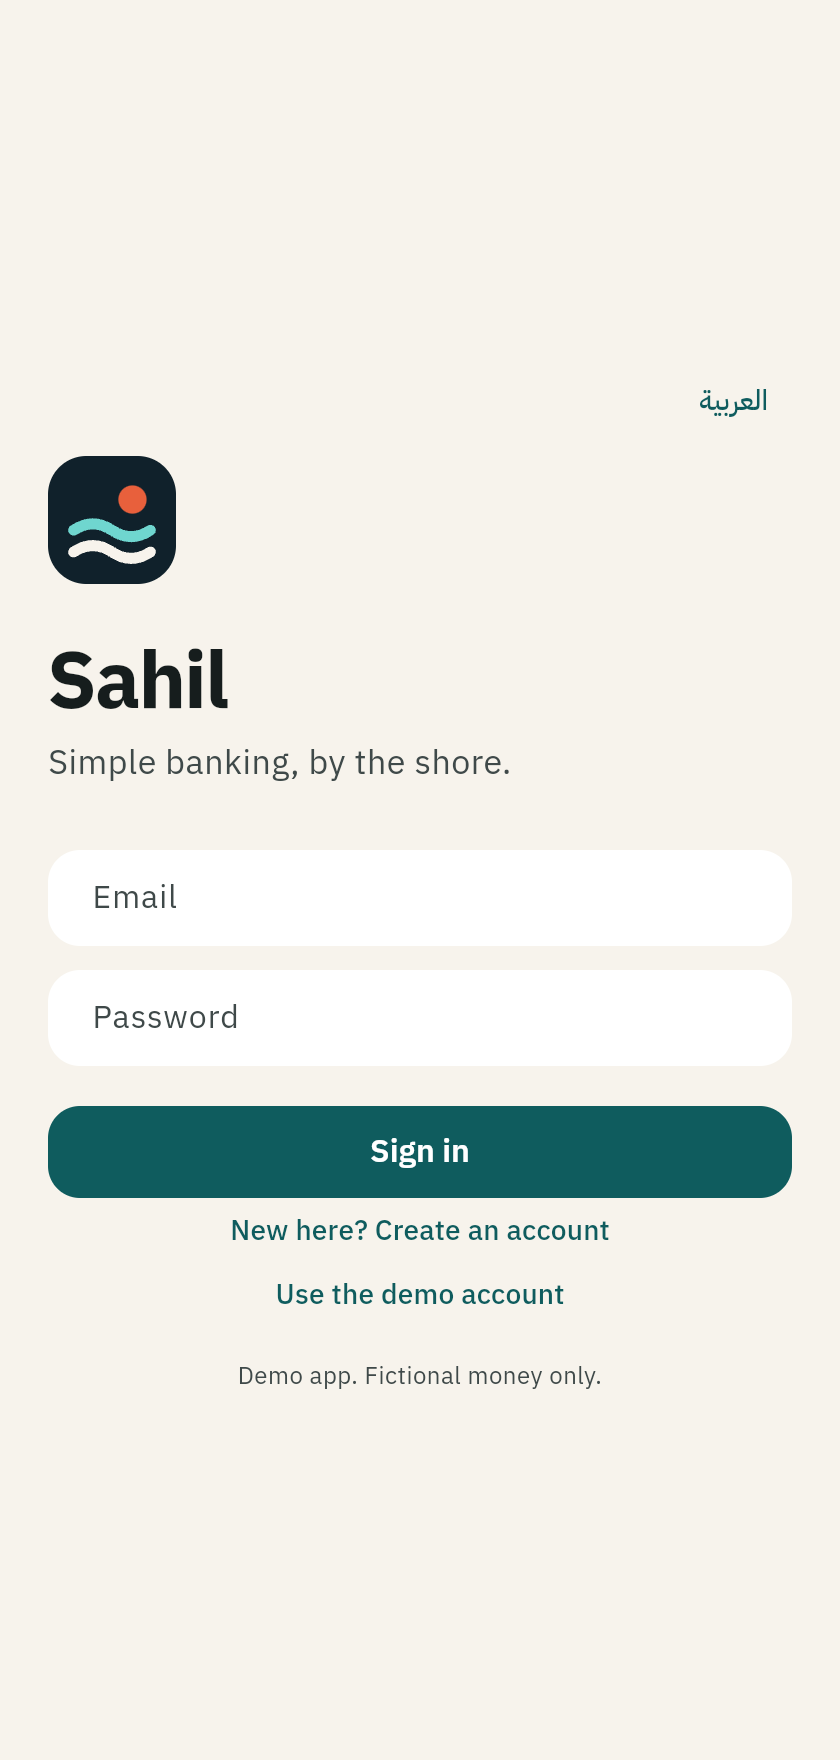 العربية
Sahil
Simple banking, by the shore.
Email
Password
Sign in
New here? Create an account
Use the demo account
Demo app. Fictional money only.